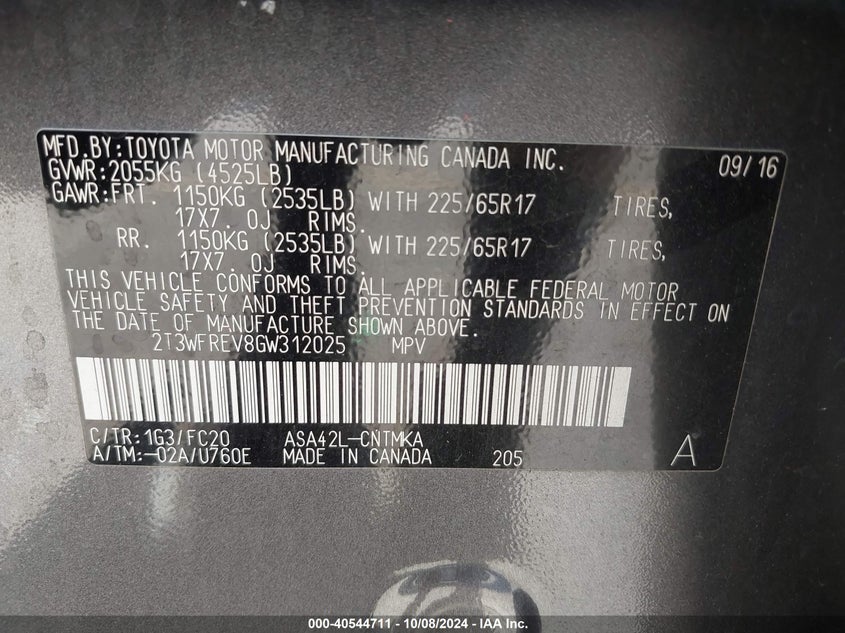 MFD.BY:TOYOTA MOTOR MANUFACTURING CANADA INC. 09/16
GVWR:2055KG (4525LB)
GAWR:FRT. 1150KG (2535LB) WITH 225/65R17 TIRES,
17X7. 0J RIMS.
RR. 1150KG (2535LB) WITH 225/65R17 TIRES,
17X7. 0J RIMS.
THIS VEHICLE CONFORMS TO ALL APPLICABLE FEDERAL MOTOR
VEHICLE SAFETY AND THEFT PREVENTION STANDARDS IN EFFECT ON
THE DATE OF MANUFACTURE SHOWN ABOVE.
2T3WFREV8GW312025 MPV
C/TR:1G3/FC20 ASA42L-CNTMKA
A/TM:-02A/U760E MADE IN CANADA 205 A
000-40544711 - 10/08/2024 - IAA Inc.